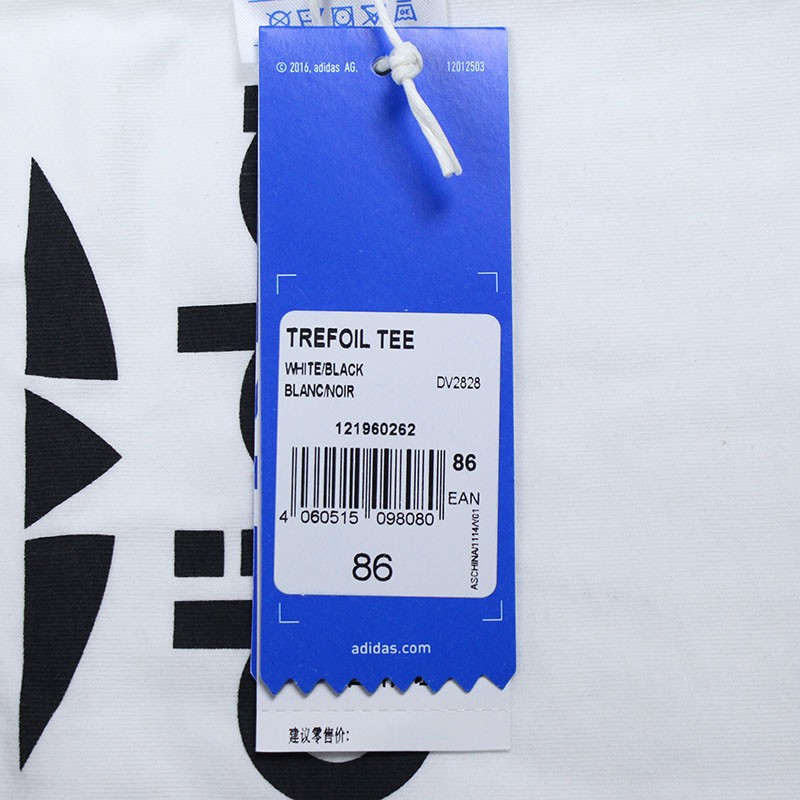 © 2016, adidas AG. 12012503
TREFOIL TEE
WHITE/BLACK
BLANC/NOIR DV2828
121960262
86
EAN
4 060515 098080
ASCHINA/1114/V01
86
adidas.com
建议零售价: